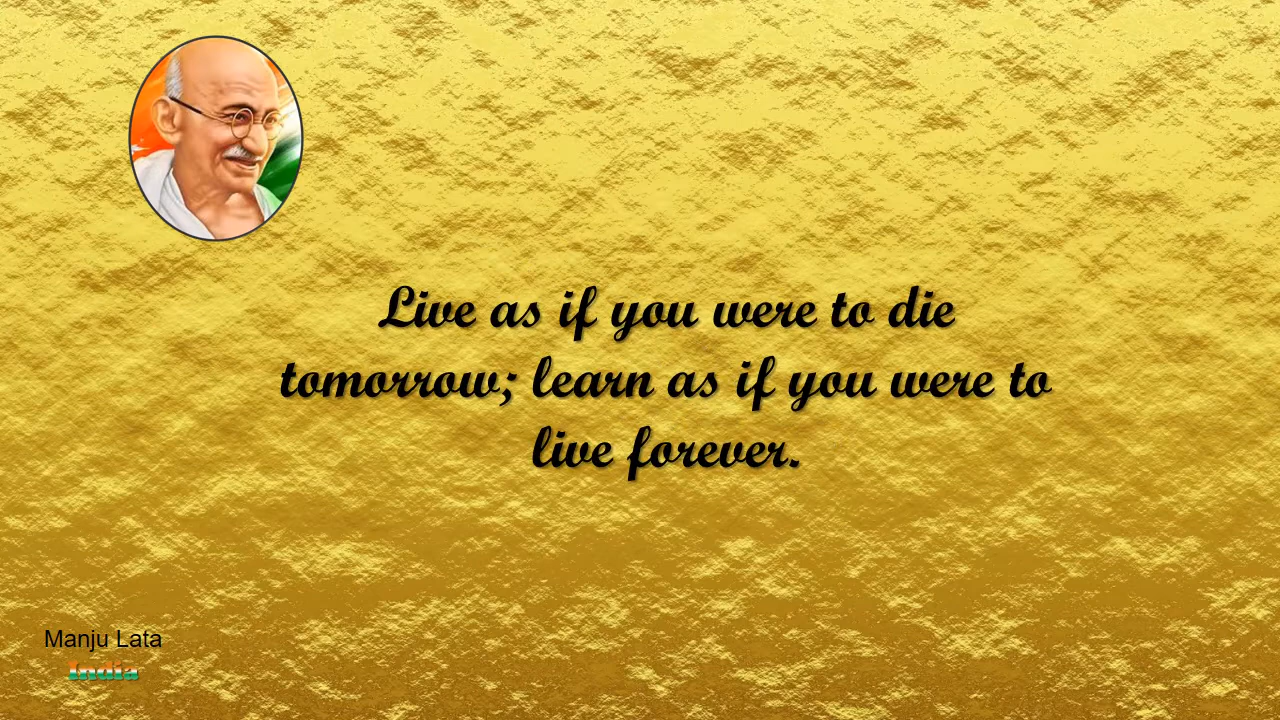 Live as if you were to die
tomorrow; learn as if you were to
live forever.
Manju Lata
India